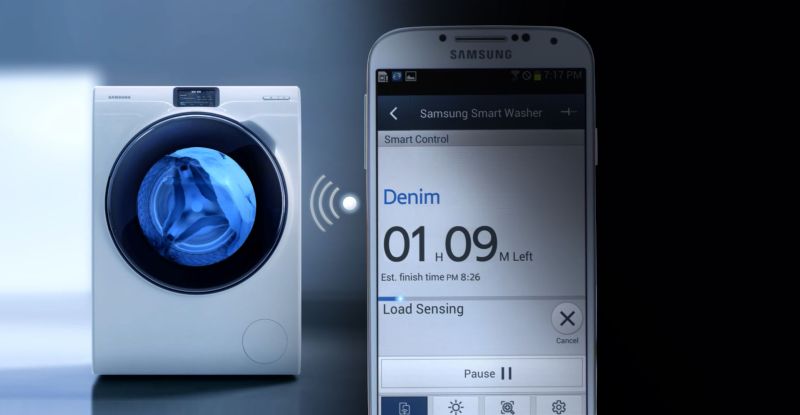 SAMSUNG
SAMSUNG
7:17 PM
Samsung Smart Washer
Smart Control
Denim
01 H 09 M Left
Est. finish time PM 8:26
Load Sensing
Cancel
Pause